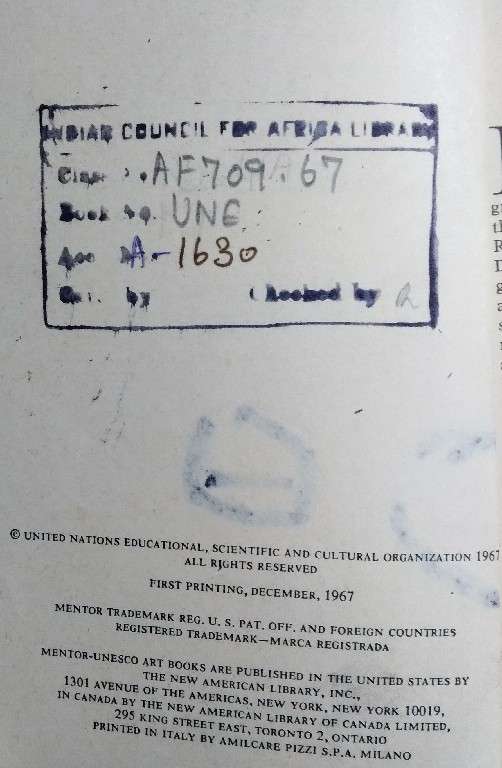 INDIAN COUNCIL FOR AFRICA LIBRARY
Class No. AF709.67
Book No. UNE
Acc No. A-1630
by Checked by
© UNITED NATIONS EDUCATIONAL, SCIENTIFIC AND CULTURAL ORGANIZATION 1967
ALL RIGHTS RESERVED
FIRST PRINTING, DECEMBER, 1967
MENTOR TRADEMARK REG. U. S. PAT. OFF. AND FOREIGN COUNTRIES
REGISTERED TRADEMARK—MARCA REGISTRADA
MENTOR-UNESCO ART BOOKS ARE PUBLISHED IN THE UNITED STATES BY
THE NEW AMERICAN LIBRARY, INC.,
1301 AVENUE OF THE AMERICAS, NEW YORK, NEW YORK 10019,
IN CANADA BY THE NEW AMERICAN LIBRARY OF CANADA LIMITED,
295 KING STREET EAST, TORONTO 2, ONTARIO
PRINTED IN ITALY BY AMILCARE PIZZI S.P.A. MILANO